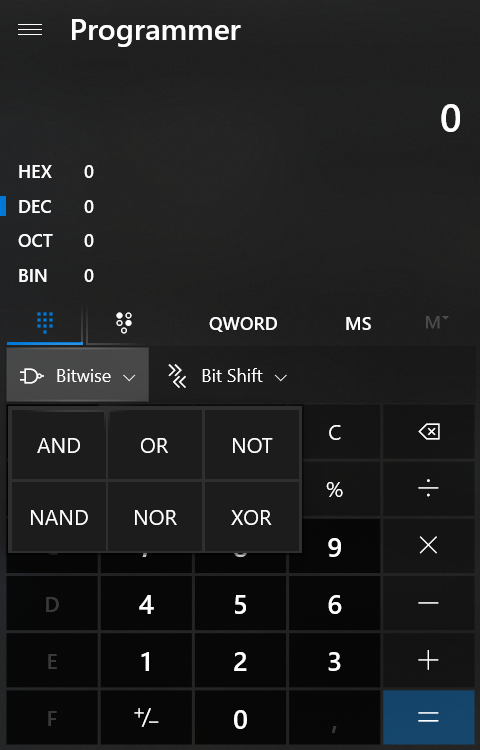 Programmer
0
HEX 0
DEC 0
OCT 0
BIN 0
QWORD MS M
Bitwise Bit Shift
AND OR NOT C
NAND NOR XOR %
÷
9 ×
D 4 5 6 −
E 1 2 3 +
F +/− 0 , =